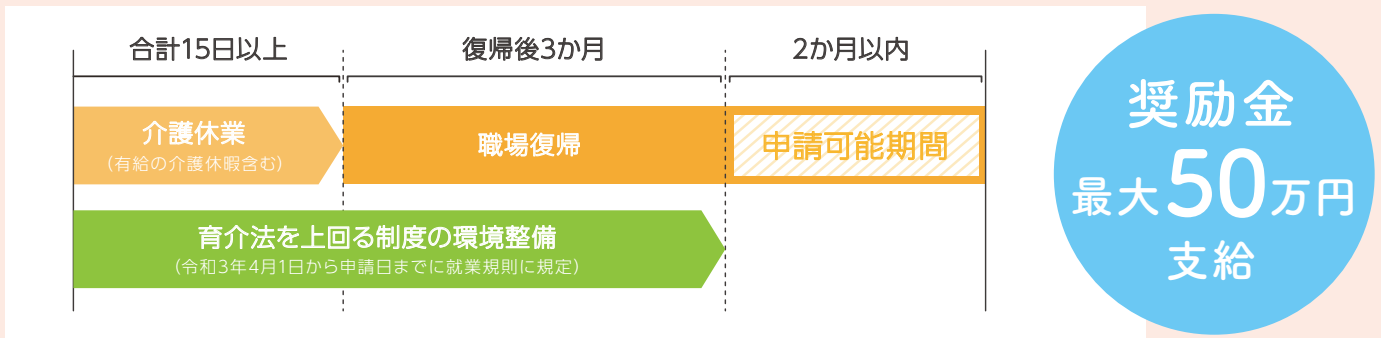 合計15日以上
復帰後3か月
2か月以内
介護休業
(有給の介護休暇含む)
職場復帰
申請可能期間
育介法を上回る制度の環境整備
(令和3年4月1日から申請日までに就業規則に規定)
奨励金
最大50万円
支給